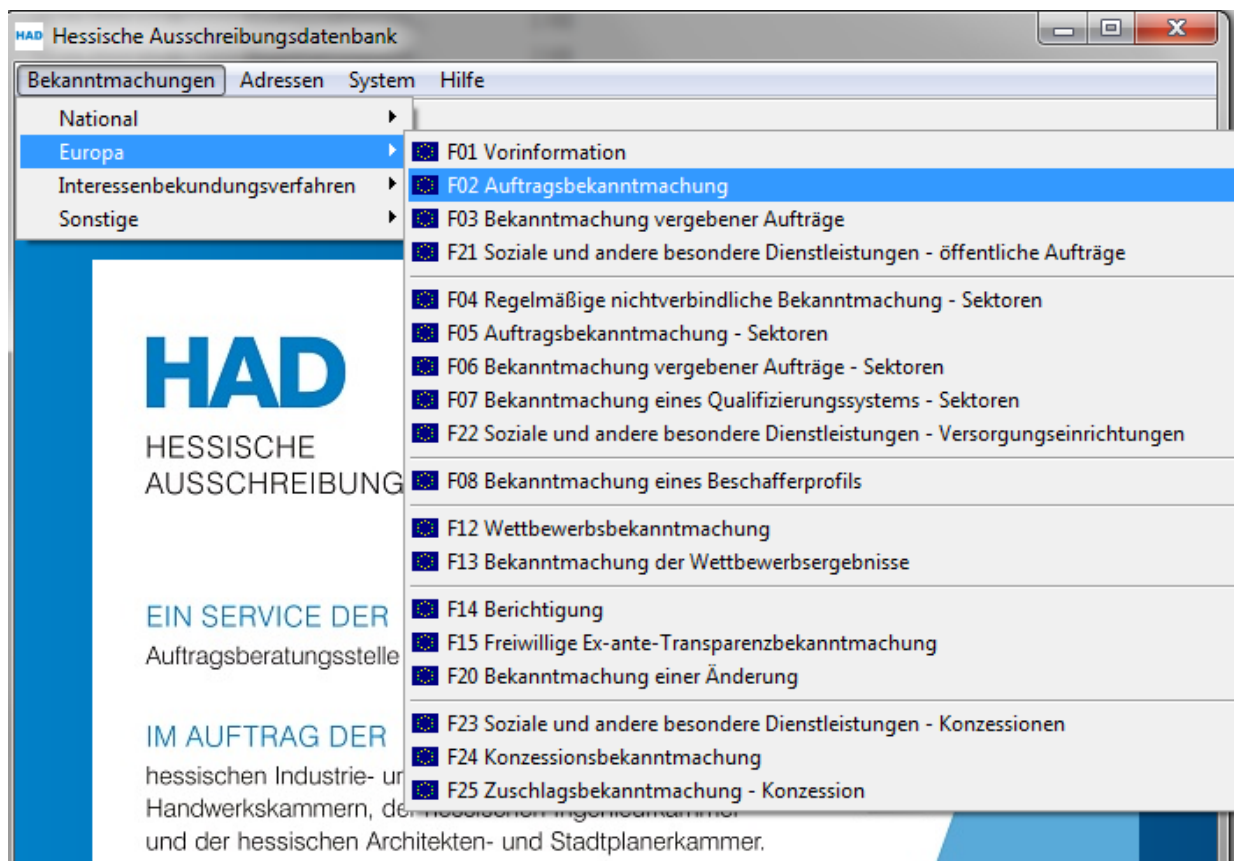 HAD Hessische Ausschreibungsdatenbank
Bekanntmachungen Adressen System Hilfe
National
Europa
Interessenbekundungsverfahren
Sonstige
F01 Vorinformation
F02 Auftragsbekanntmachung
F03 Bekanntmachung vergebener Aufträge
F21 Soziale und andere besondere Dienstleistungen - öffentliche Aufträge
F04 Regelmäßige nichtverbindliche Bekanntmachung - Sektoren
F05 Auftragsbekanntmachung - Sektoren
F06 Bekanntmachung vergebener Aufträge - Sektoren
F07 Bekanntmachung eines Qualifizierungssystems - Sektoren
F22 Soziale und andere besondere Dienstleistungen - Versorgungseinrichtungen
F08 Bekanntmachung eines Beschafferprofils
F12 Wettbewerbsbekanntmachung
F13 Bekanntmachung der Wettbewerbsergebnisse
F14 Berichtigung
F15 Freiwillige Ex-ante-Transparenzbekanntmachung
F20 Bekanntmachung einer Änderung
F23 Soziale und andere besondere Dienstleistungen - Konzessionen
F24 Konzessionsbekanntmachung
F25 Zuschlagsbekanntmachung - Konzession
HAD
HESSISCHE
AUSSCHREIBUNG
EIN SERVICE DER
Auftragsberatungsstelle
IM AUFTRAG DER
hessischen Industrie- ur
Handwerkskammern, der hessischen Ingenieurkammer
und der hessischen Architekten- und Stadtplanerkammer.